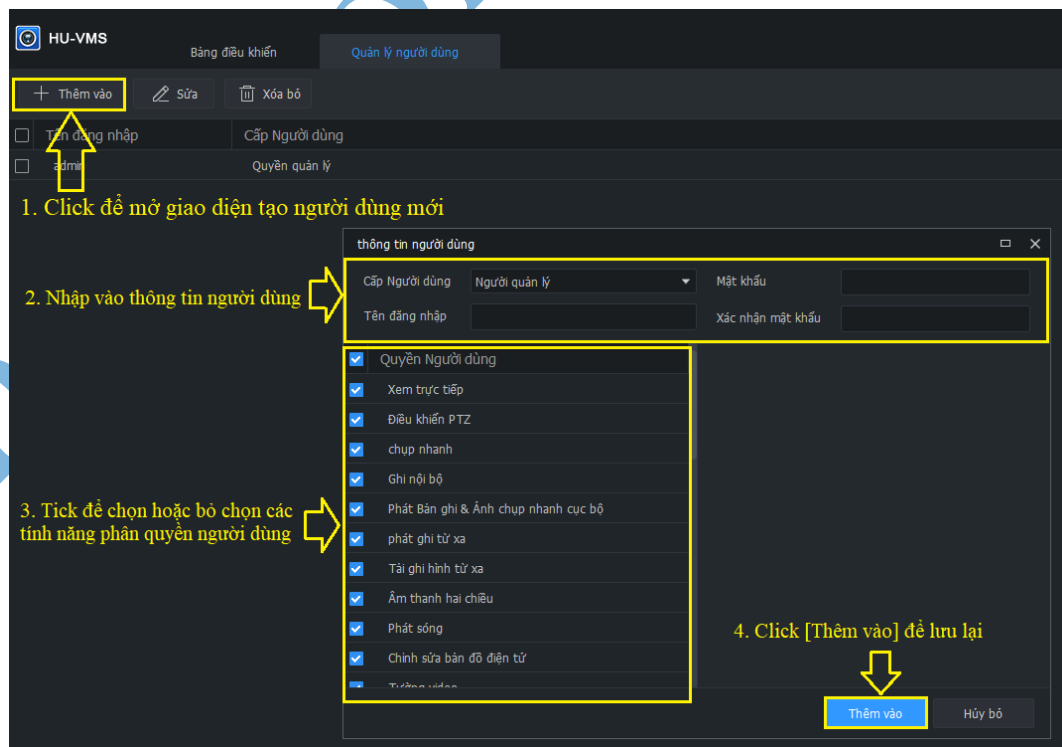 HU-VMS
Bảng điều khiển
Quản lý người dùng
Thêm vào
Sửa
Xóa bỏ
Tên đăng nhập
Cấp Người dùng
admin
Quyền quản lý
1. Click để mở giao diện tạo người dùng mới
thông tin người dùng
2. Nhập vào thông tin người dùng
Cấp Người dùng
Người quản lý
Mật khẩu
Tên đăng nhập
Xác nhận mật khẩu
Quyền Người dùng
Xem trực tiếp
Điều khiển PTZ
chụp nhanh
Ghi nội bộ
3. Tick để chọn hoặc bỏ chọn các
tính năng phân quyền người dùng
Phát Bản ghi & Ảnh chụp nhanh cục bộ
phát ghi từ xa
Tải ghi hình từ xa
Âm thanh hai chiều
Phát sóng
Chỉnh sửa bản đồ điện tử
Tường video
4. Click [Thêm vào] để lưu lại
Thêm vào
Hủy bỏ